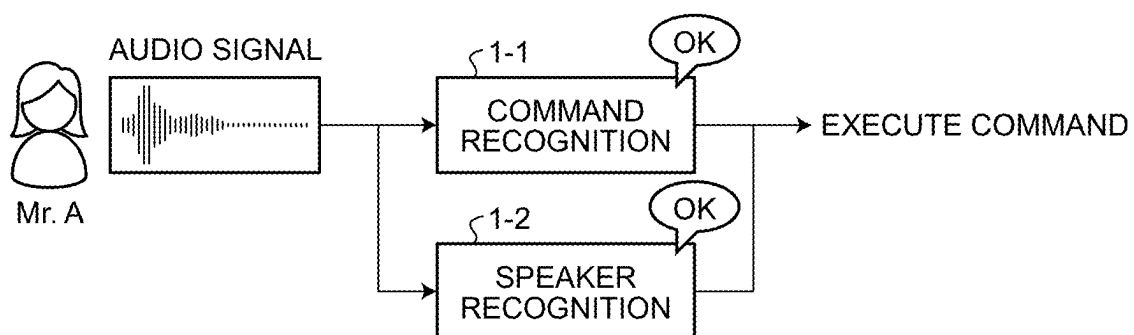 AUDIO SIGNAL
Mr. A
1-1
OK
COMMAND
RECOGNITION
EXECUTE COMMAND
1-2
OK
SPEAKER
RECOGNITION